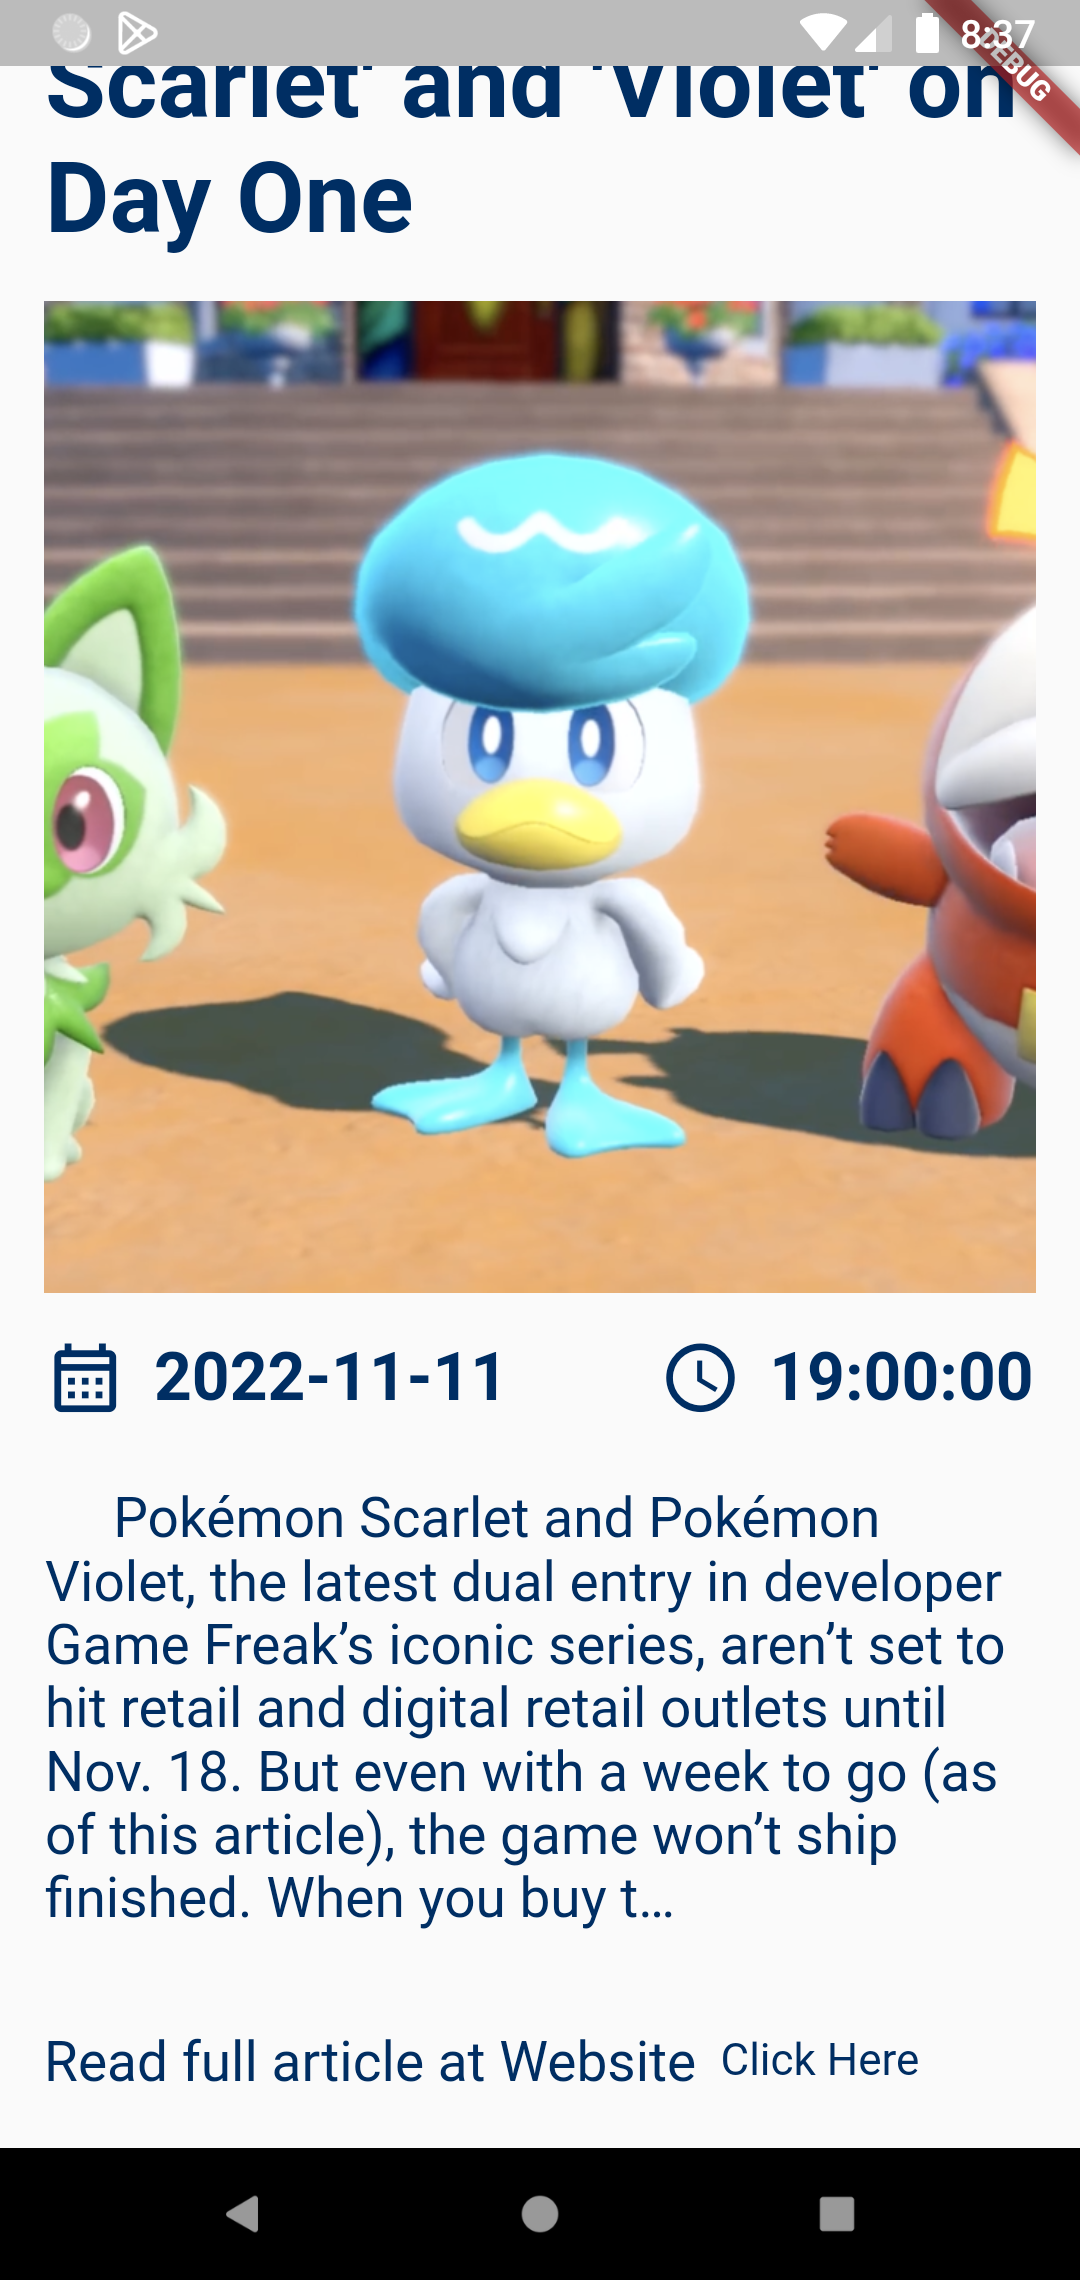 8:37
DEBUG
Scarlet' and 'Violet' on
Day One
2022-11-11
19:00:00
Pokémon Scarlet and Pokémon
Violet, the latest dual entry in developer
Game Freak’s iconic series, aren’t set to
hit retail and digital retail outlets until
Nov. 18. But even with a week to go (as
of this article), the game won’t ship
finished. When you buy t…
Read full article at Website Click Here